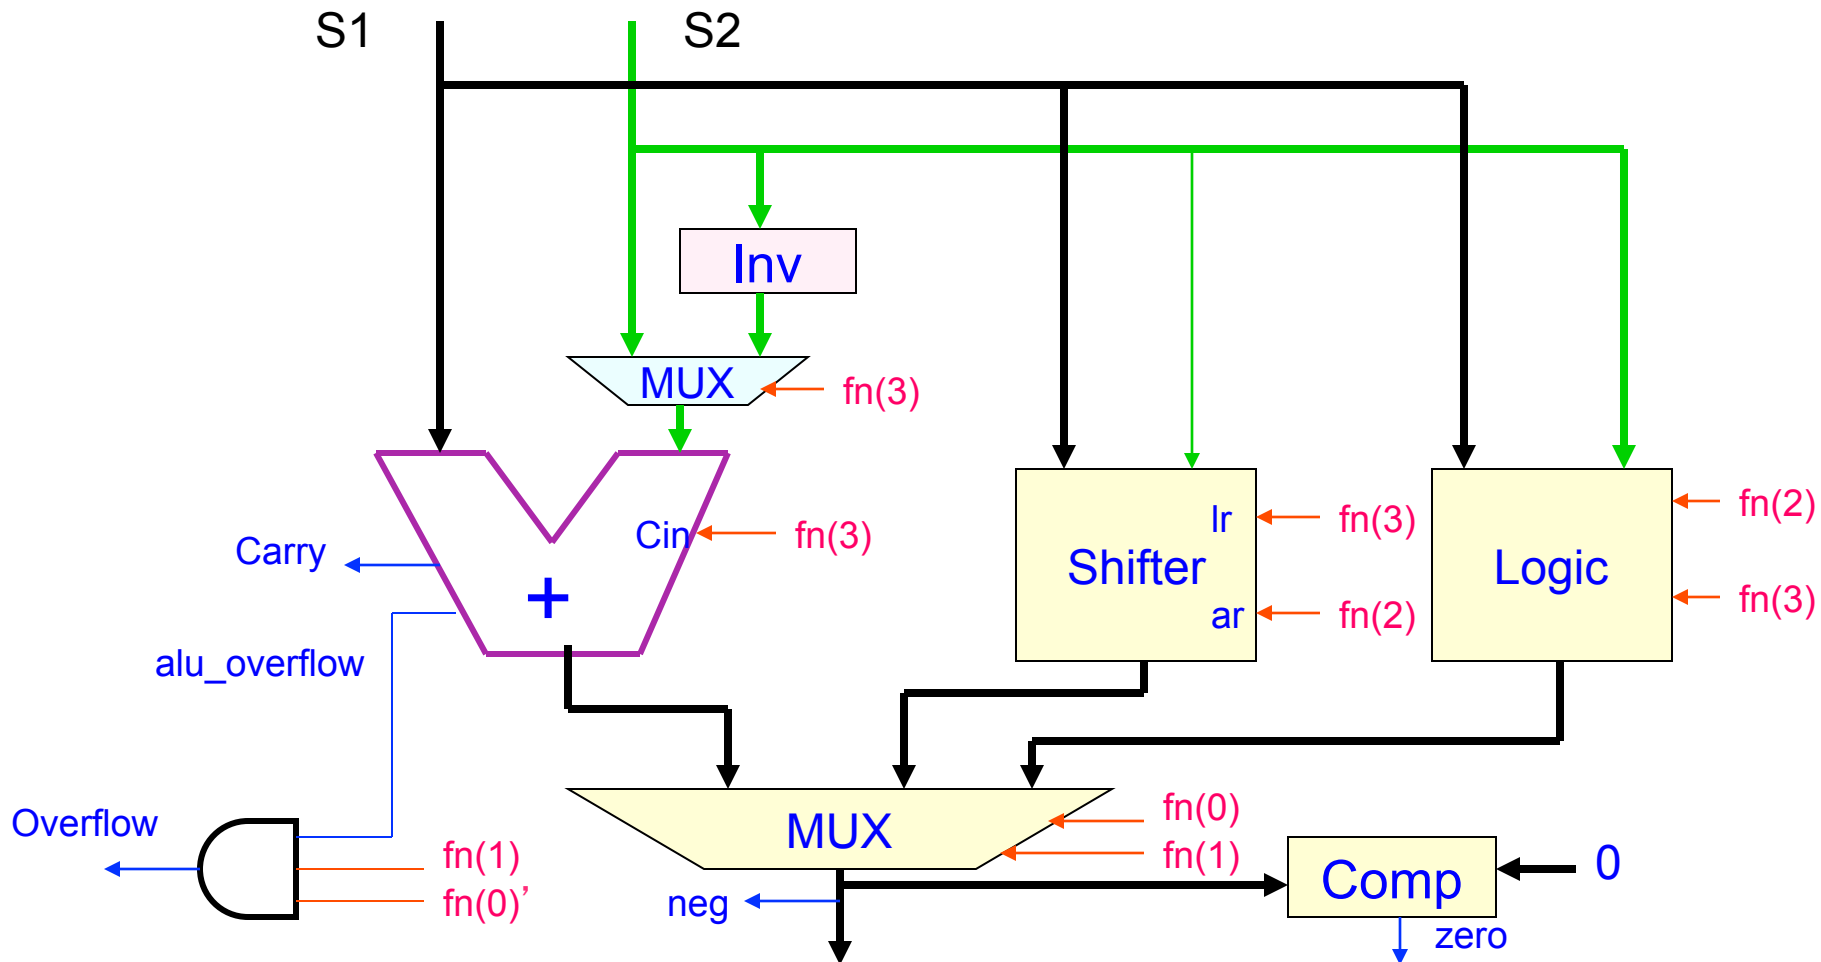 S1
S2
Inv
MUX
fn(3)
Cin
fn(3)
Carry
+
alu_overflow
lr
fn(3)
Shifter
ar
fn(2)
fn(2)
Logic
fn(3)
Overflow
fn(1)
fn(0)’
MUX
fn(0)
fn(1)
neg
Comp
0
zero